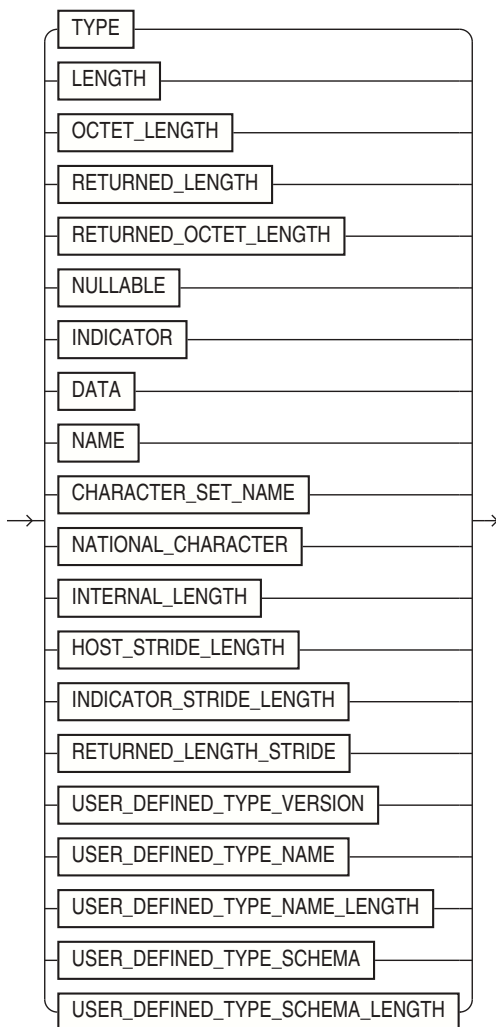 TYPE
LENGTH
OCTET_LENGTH
RETURNED_LENGTH
RETURNED_OCTET_LENGTH
NULLABLE
INDICATOR
DATA
NAME
CHARACTER_SET_NAME
NATIONAL_CHARACTER
INTERNAL_LENGTH
HOST_STRIDE_LENGTH
INDICATOR_STRIDE_LENGTH
RETURNED_LENGTH_STRIDE
USER_DEFINED_TYPE_VERSION
USER_DEFINED_TYPE_NAME
USER_DEFINED_TYPE_NAME_LENGTH
USER_DEFINED_TYPE_SCHEMA
USER_DEFINED_TYPE_SCHEMA_LENGTH